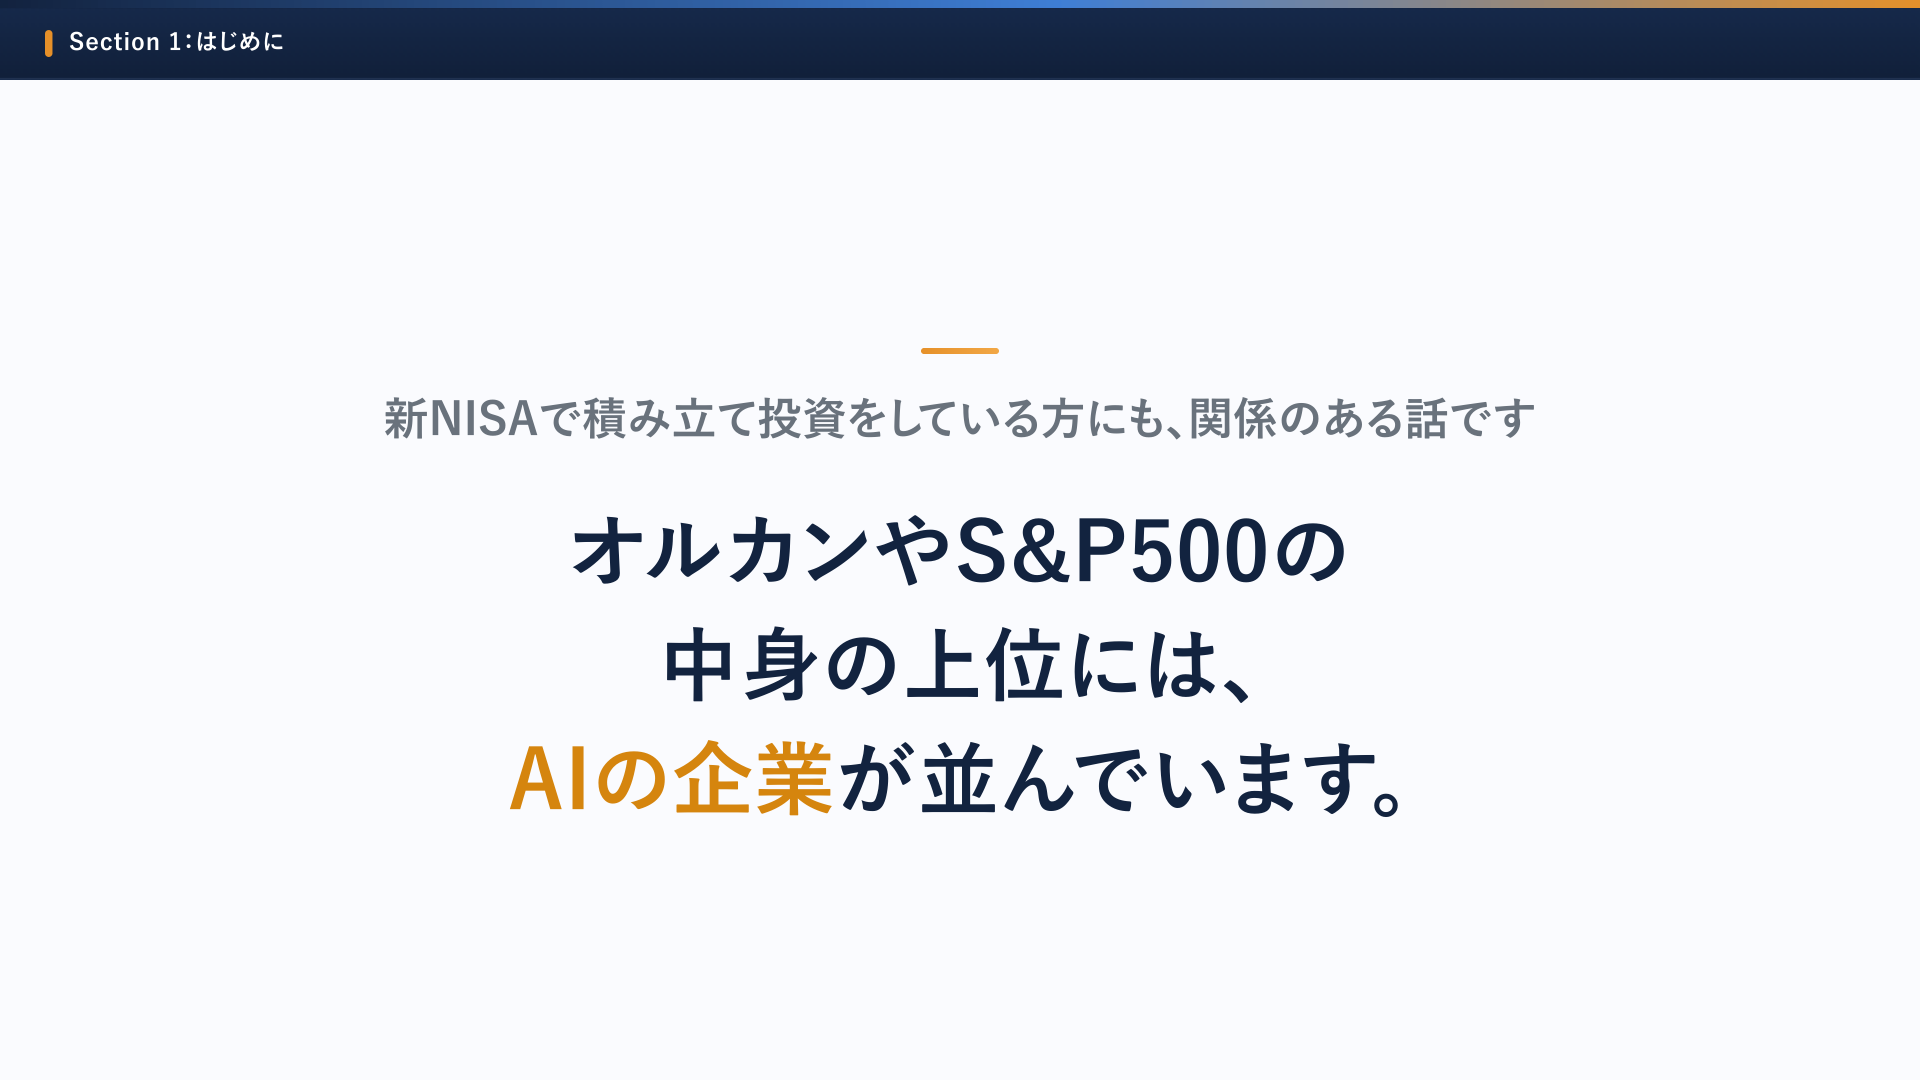 Section 1：はじめに
新NISAで積み立て投資をしている方にも、関係のある話です
オルカンやS&P500の
中身の上位には、
AIの企業が並んでいます。